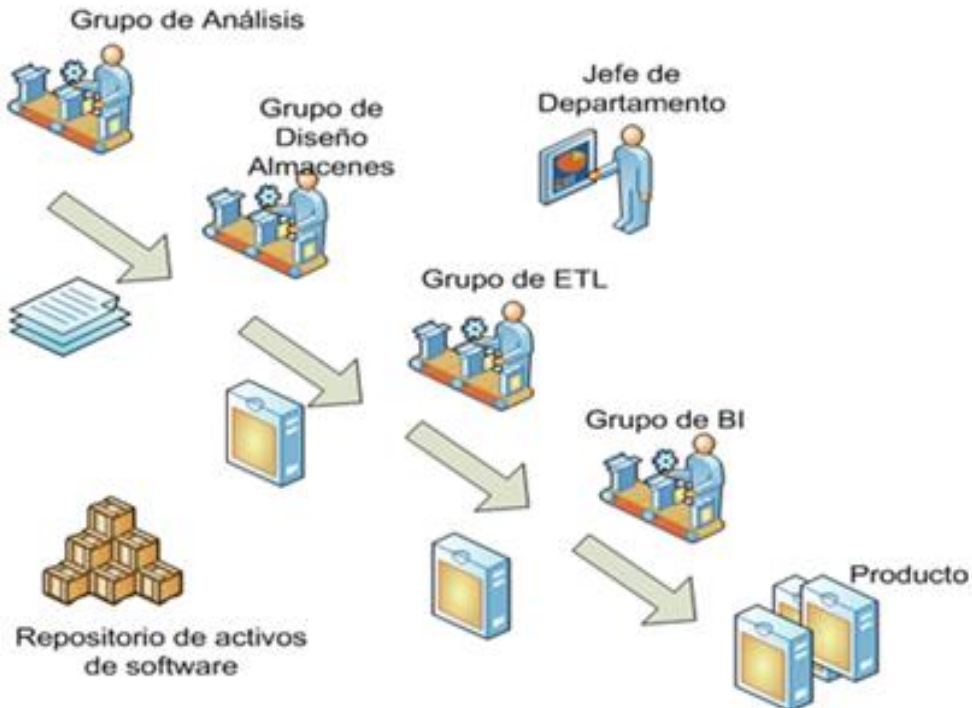 Grupo de Análisis
Grupo de
Diseño
Almacenes
Jefe de
Departamento
Grupo de ETL
Grupo de BI
Producto
Repositorio de activos
de software